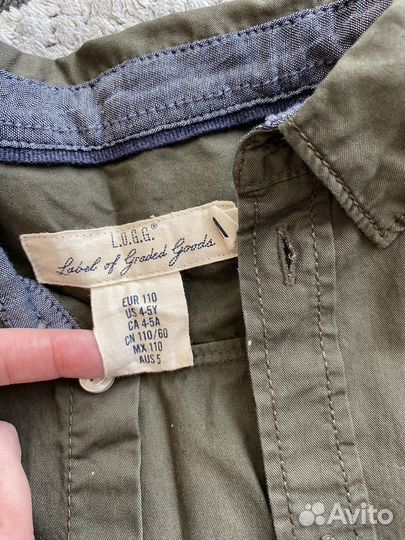 L.O.G.G.®
Label of Graded Goods
EUR 110
US 4-5Y
CA 4-5A
CN 110/60
MX 110
AUS 5
Avito